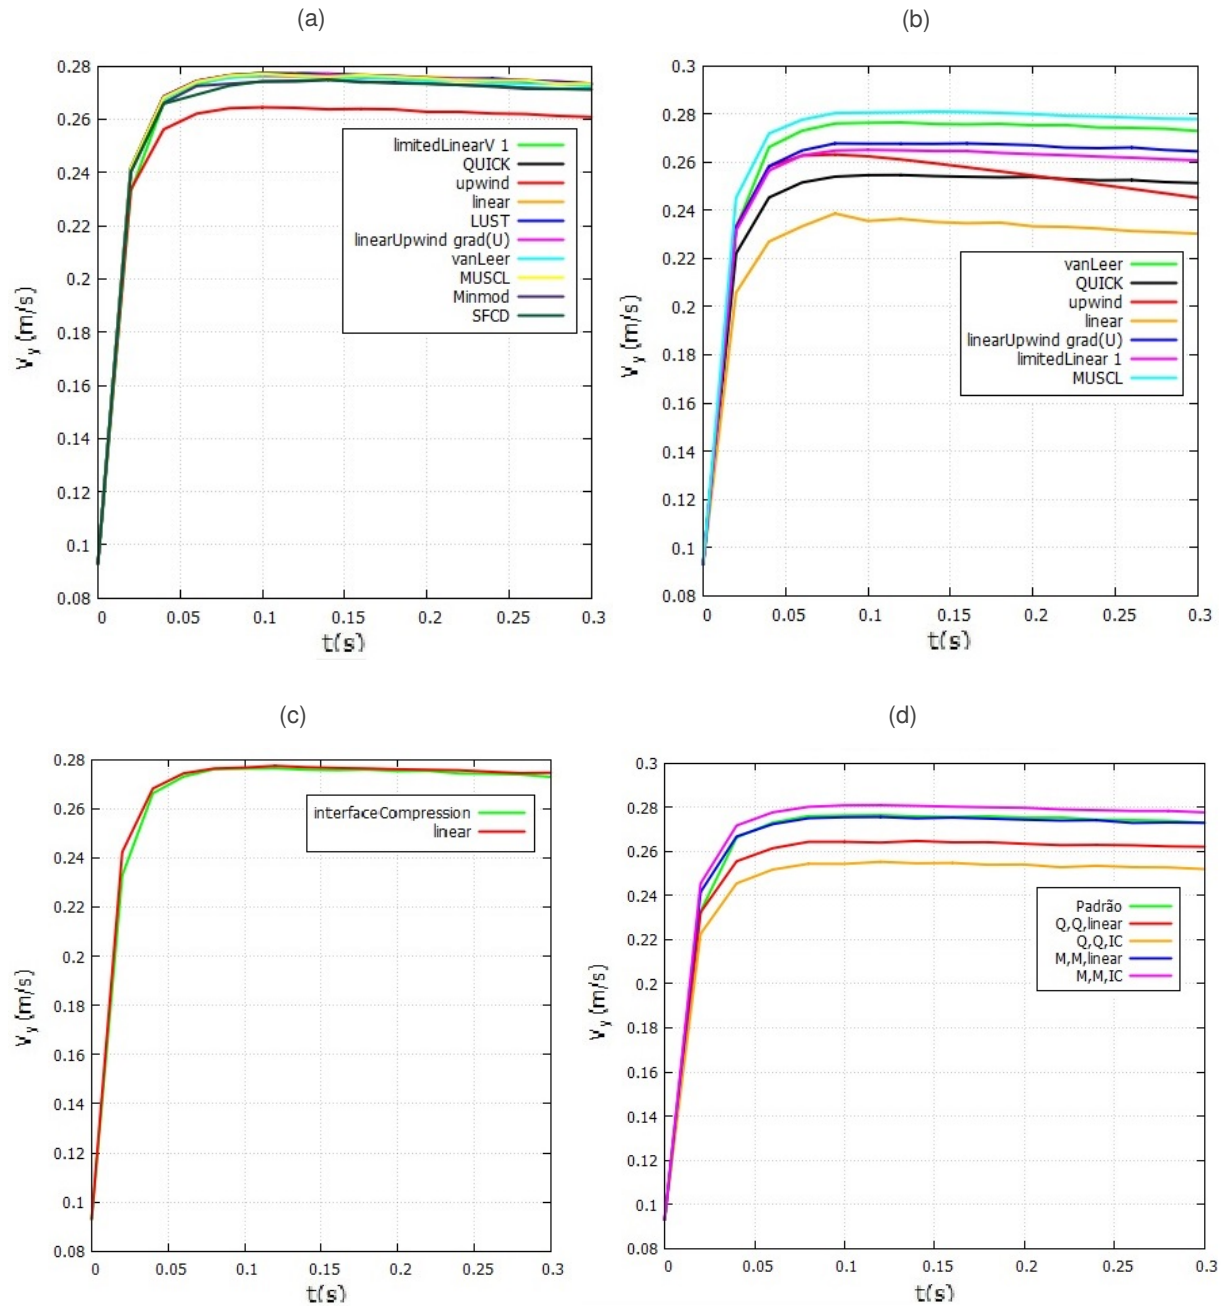 (a)
0.28
0.26
0.24
0.22
0.2
0.18
0.16
0.14
0.12
0.1
0.08
0 0.05 0.1 0.15 0.2 0.25 0.3
Vy (m/s)
t(s)
limitedLinearV 1
QUICK
upwind
linear
LUST
linearUpwind grad(U)
vanLeer
MUSCL
Minmod
SFCD
(b)
0.3
0.28
0.26
0.24
0.22
0.2
0.18
0.16
0.14
0.12
0.1
0.08
0 0.05 0.1 0.15 0.2 0.25 0.3
Vy (m/s)
t(s)
vanLeer
QUICK
upwind
linear
linearUpwind grad(U)
limitedLinear 1
MUSCL
(c)
0.28
0.26
0.24
0.22
0.2
0.18
0.16
0.14
0.12
0.1
0.08
0 0.05 0.1 0.15 0.2 0.25 0.3
Vy (m/s)
t(s)
interfaceCompression
linear
(d)
0.3
0.28
0.26
0.24
0.22
0.2
0.18
0.16
0.14
0.12
0.1
0.08
0 0.05 0.1 0.15 0.2 0.25 0.3
Vy (m/s)
t(s)
Padrão
Q,Q,linear
Q,Q,IC
M,M,linear
M,M,IC